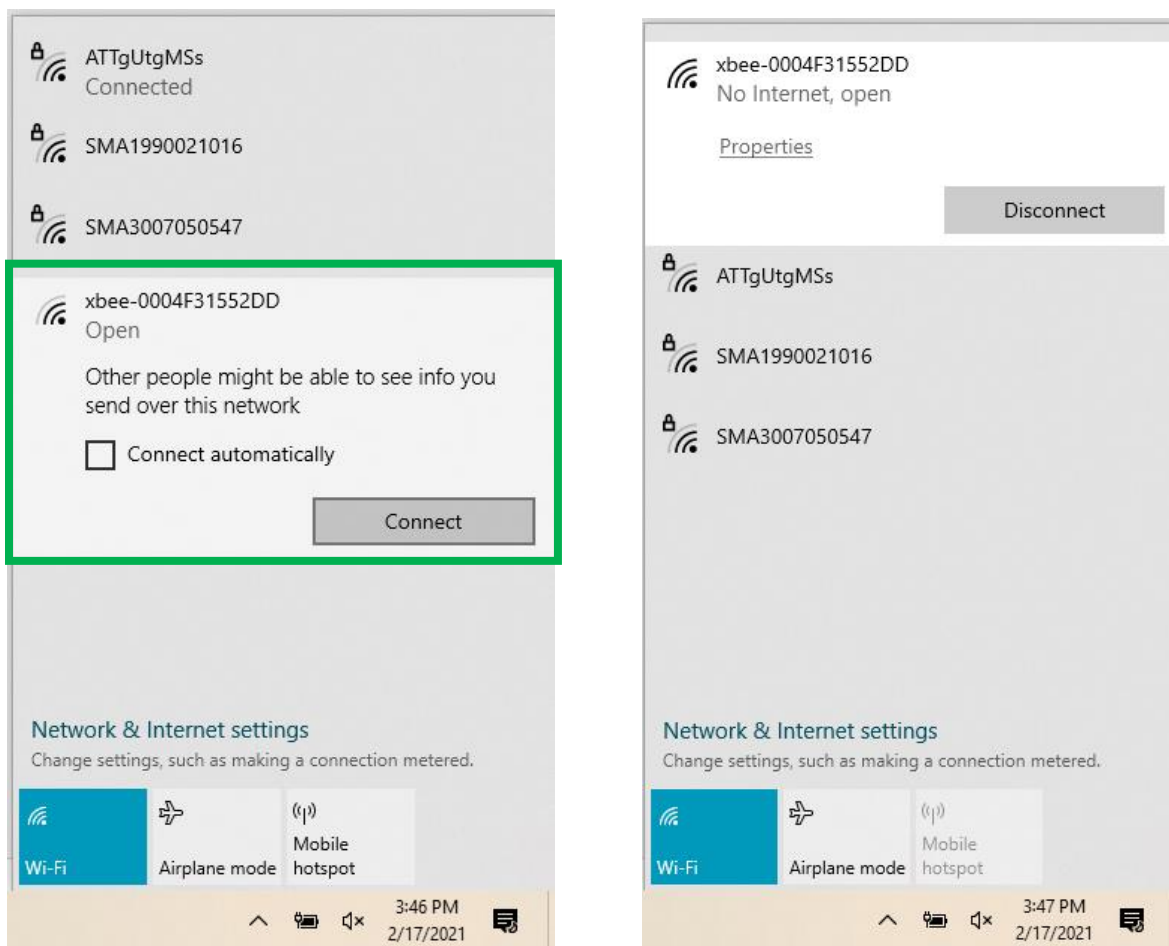 ATTgUtgMSs
Connected
SMA1990021016
SMA3007050547
xbee-0004F31552DD
Open
Other people might be able to see info you
send over this network
Connect automatically
Connect
Network & Internet settings
Change settings, such as making a connection metered.
Wi-Fi
Airplane mode
Mobile
hotspot
3:46 PM
2/17/2021
xbee-0004F31552DD
No Internet, open
Properties
Disconnect
ATTgUtgMSs
SMA1990021016
SMA3007050547
Network & Internet settings
Change settings, such as making a connection metered.
Wi-Fi
Airplane mode
Mobile
hotspot
3:47 PM
2/17/2021